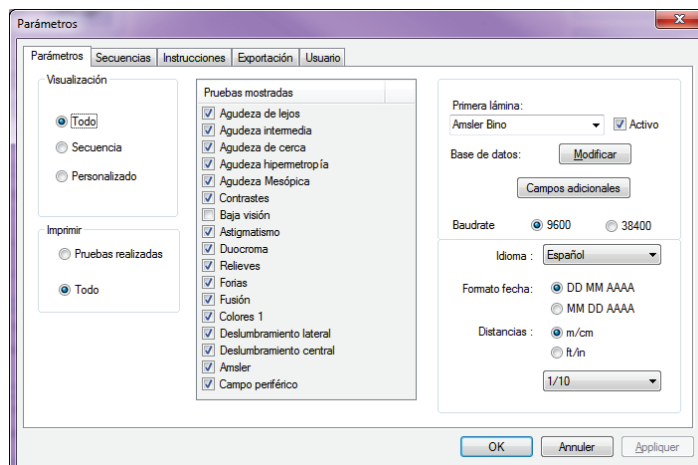 Parámetros
Parámetros Secuencias Instrucciones Exportación Usuario
Visualización
Todo
Secuencia
Personalizado
Imprimir
Pruebas realizadas
Todo
Pruebas mostradas
Agudeza de lejos
Agudeza intermedia
Agudeza de cerca
Agudeza hipermetropía
Agudeza Mesópica
Contrastes
Baja visión
Astigmatismo
Duocroma
Relieves
Forias
Fusión
Colores 1
Deslumbramiento lateral
Deslumbramiento central
Amsler
Campo periférico
Primera lámina:
Amsler Bino Activo
Base de datos: Modificar
Campos adicionales
Baudrate 9600 38400
Idioma : Español
Formato fecha: DD MM AAAA
MM DD AAAA
Distancias : m/cm
ft/in
1/10
OK Annuler Appliquer